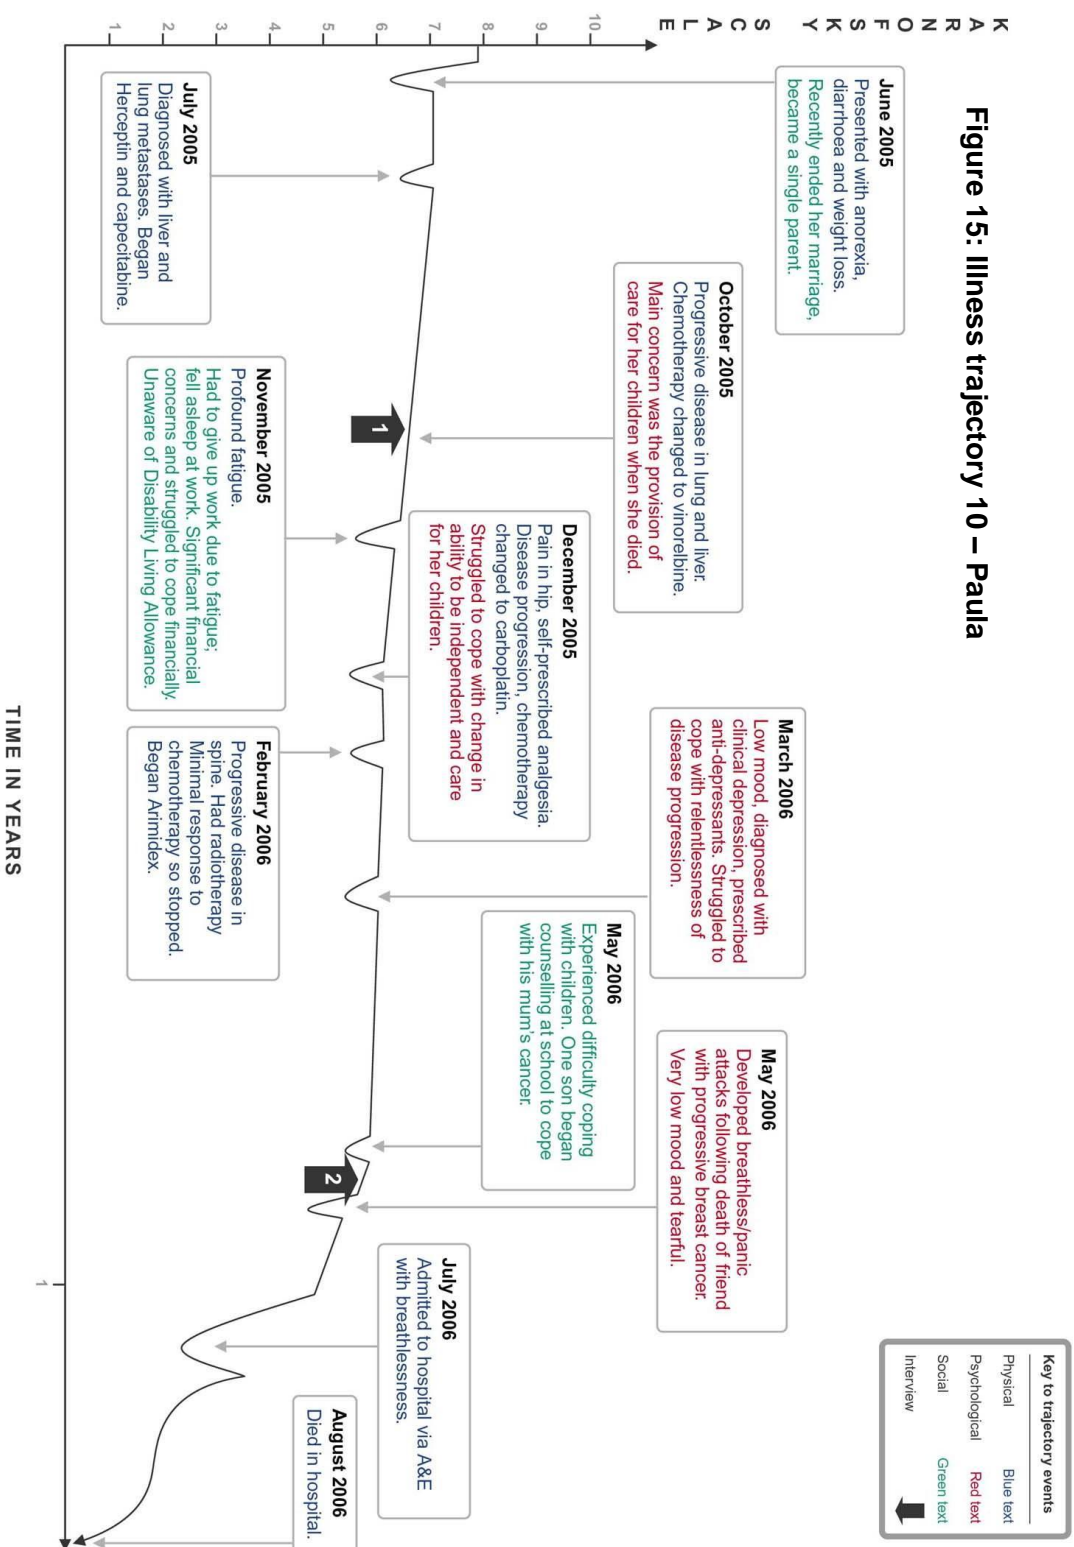 Figure 15: Illness trajectory 10 – Paula
KARNOFSKY
SCALE
10
9
8
7
6
5
4
3
2
1
June 2005
Presented with anorexia,
diarrhoea and weight loss.
Recently ended her marriage,
became a single parent.
July 2005
Diagnosed with liver and
lung metastases. Began
Herceptin and capecitabine.
October 2005
Progressive disease in lung and liver.
Chemotherapy changed to vinorelbine.
Main concern was the provision of
care for her children when she died.
1
November 2005
Profound fatigue.
Had to give up work due to fatigue;
fell asleep at work. Significant financial
concerns and struggled to cope financially.
Unaware of Disability Living Allowance.
December 2005
Pain in hip, self-prescribed analgesia.
Disease progression, chemotherapy
changed to carboplatin.
Struggled to cope with change in
ability to be independent and care
for her children.
February 2006
Progressive disease in
spine. Had radiotherapy
Minimal response to
chemotherapy so stopped.
Began Arimidex.
March 2006
Low mood, diagnosed with
clinical depression, prescribed
anti-depressants. Struggled to
cope with relentlessness of
disease progression.
May 2006
Experienced difficulty coping
with children. One son began
counselling at school to cope
with his mum's cancer.
2
May 2006
Developed breathless/panic
attacks following death of friend
with progressive breast cancer.
Very low mood and tearful.
July 2006
Admitted to hospital via A&E
with breathlessness.
August 2006
Died in hospital.
1
TIME IN YEARS
Key to trajectory events
Physical Blue text
Psychological Red text
Social Green text
Interview